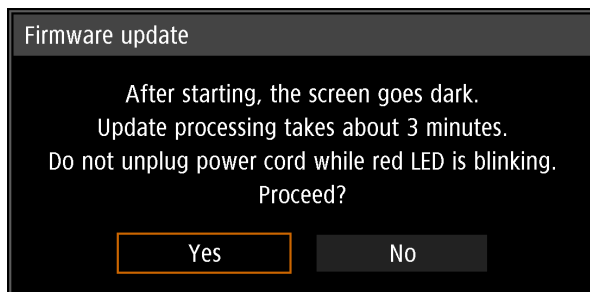 Firmware update
After starting, the screen goes dark.
Update processing takes about 3 minutes.
Do not unplug power cord while red LED is blinking.
Proceed?
Yes No